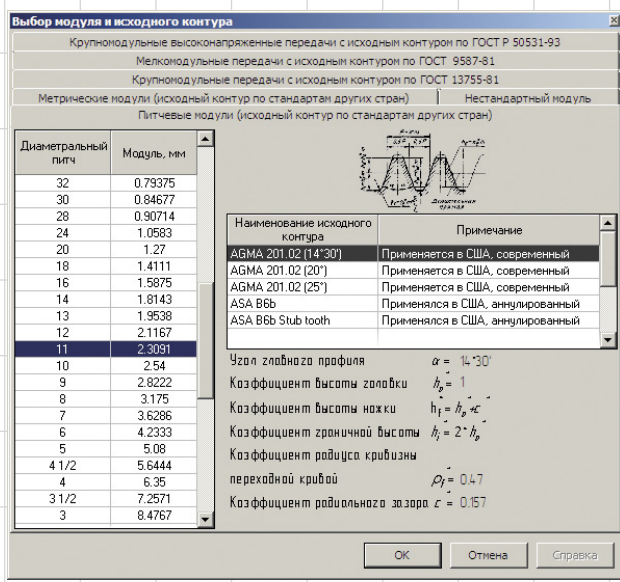 Выбор модуля и исходного контура
Крупномодульные высоконапряженные передачи с исходным контуром по ГОСТ Р 50531-93
Мелкомодульные передачи с исходным контуром по ГОСТ 9587-81
Крупномодульные передачи с исходным контуром по ГОСТ 13755-81
Метрические модули (исходный контур по стандартам других стран) Нестандартный модуль
Питчевые модули (исходный контур по стандартам других стран)
Диаметральный питч Модуль, мм
32 0.79375
30 0.84677
28 0.90714
24 1.0583
20 1.27
18 1.4111
16 1.5875
14 1.8143
13 1.9538
12 2.1167
11 2.3091
10 2.54
9 2.8222
8 3.175
7 3.6286
6 4.2333
5 5.08
4 1/2 5.6444
4 6.35
3 1/2 7.2571
3 8.4767
Делительная
прямая
Наименование исходного контура Примечание
AGMA 201.02 (14°30') Применяется в США, современный
AGMA 201.02 (20°) Применяется в США, современный
AGMA 201.02 (25°) Применяется в США, современный
ASA B6b Применялся в США, аннулированный
ASA B6b Stub tooth Применялся в США, аннулированный
Угол главного профиля α = 14°30'
Коэффициент высоты головки h*p = 1
Коэффициент высоты ножки hf = h*p+c*
Коэффициент граничной высоты h*l = 2*h*p
Коэффициент радиуса кривизны
переходной кривой ρ*f = 0.47
Коэффициент радиального зазора c* = 0.157
OK Отмена Справка